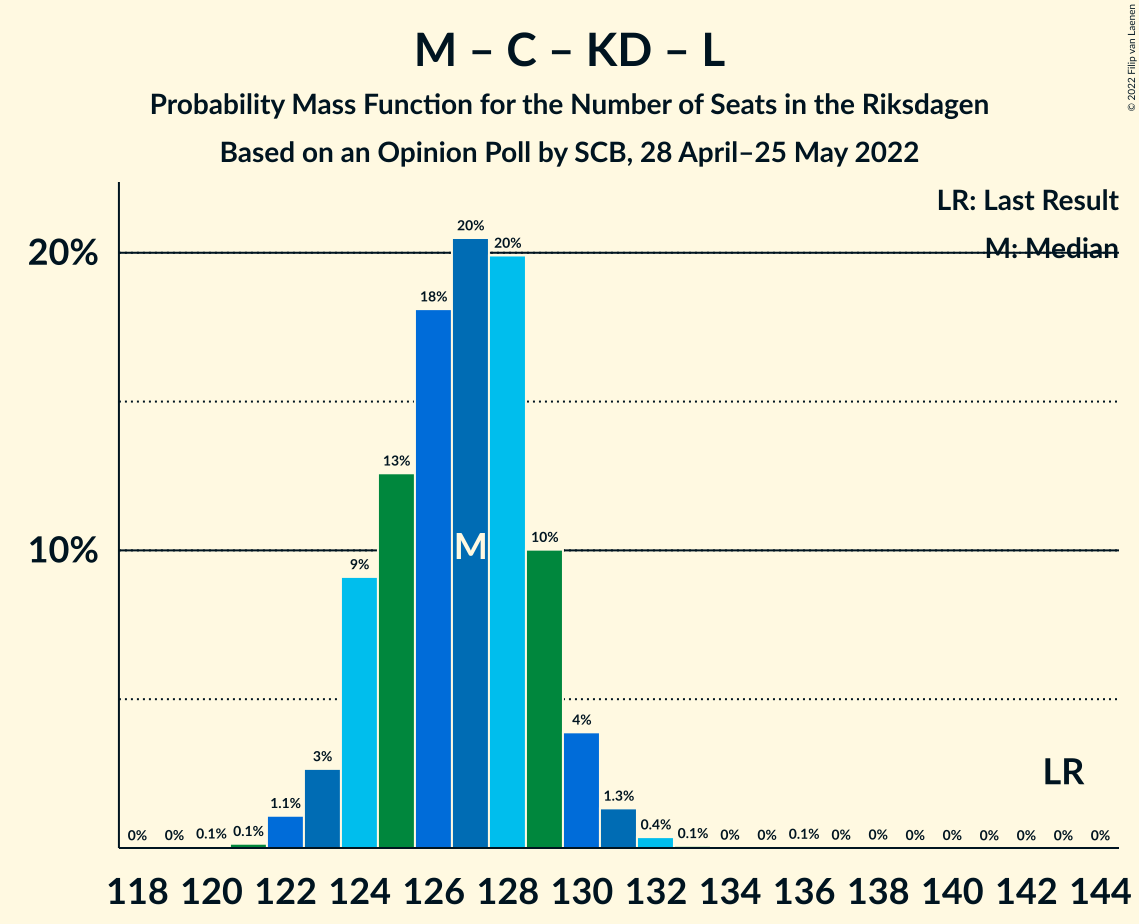 M – C – KD – L
Probability Mass Function for the Number of Seats in the Riksdagen
Based on an Opinion Poll by SCB, 28 April–25 May 2022
© 2022 Filip van Laenen
LR: Last Result
M: Median
20%
10%
0% 0% 0.1% 0.1% 1.1% 3% 9% 13% 18% 20% 20% 10% 4% 1.3% 0.4% 0.1% 0% 0% 0.1% 0% 0% 0% 0% 0% 0% 0% 0%
M
LR
118 120 122 124 126 128 130 132 134 136 138 140 142 144